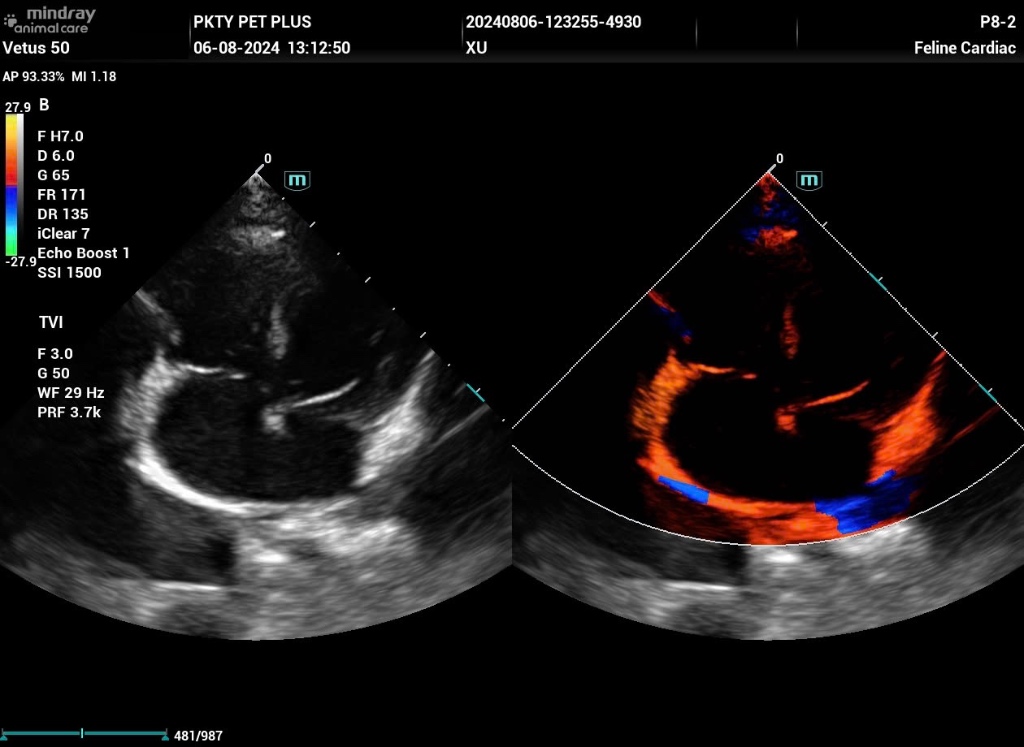 mindray
animalcare
Vetus 50
PKTY PET PLUS
06-08-2024 13:12:50
20240806-123255-4930
XU
P8-2
Feline Cardiac
AP 93.33% MI 1.18
27.9
B
F H7.0
D 6.0
G 65
FR 171
DR 135
iClear 7
Echo Boost 1
-27.9
SSI 1500
TVI
F 3.0
G 50
WF 29 Hz
PRF 3.7k
0
m
0
m
481/987